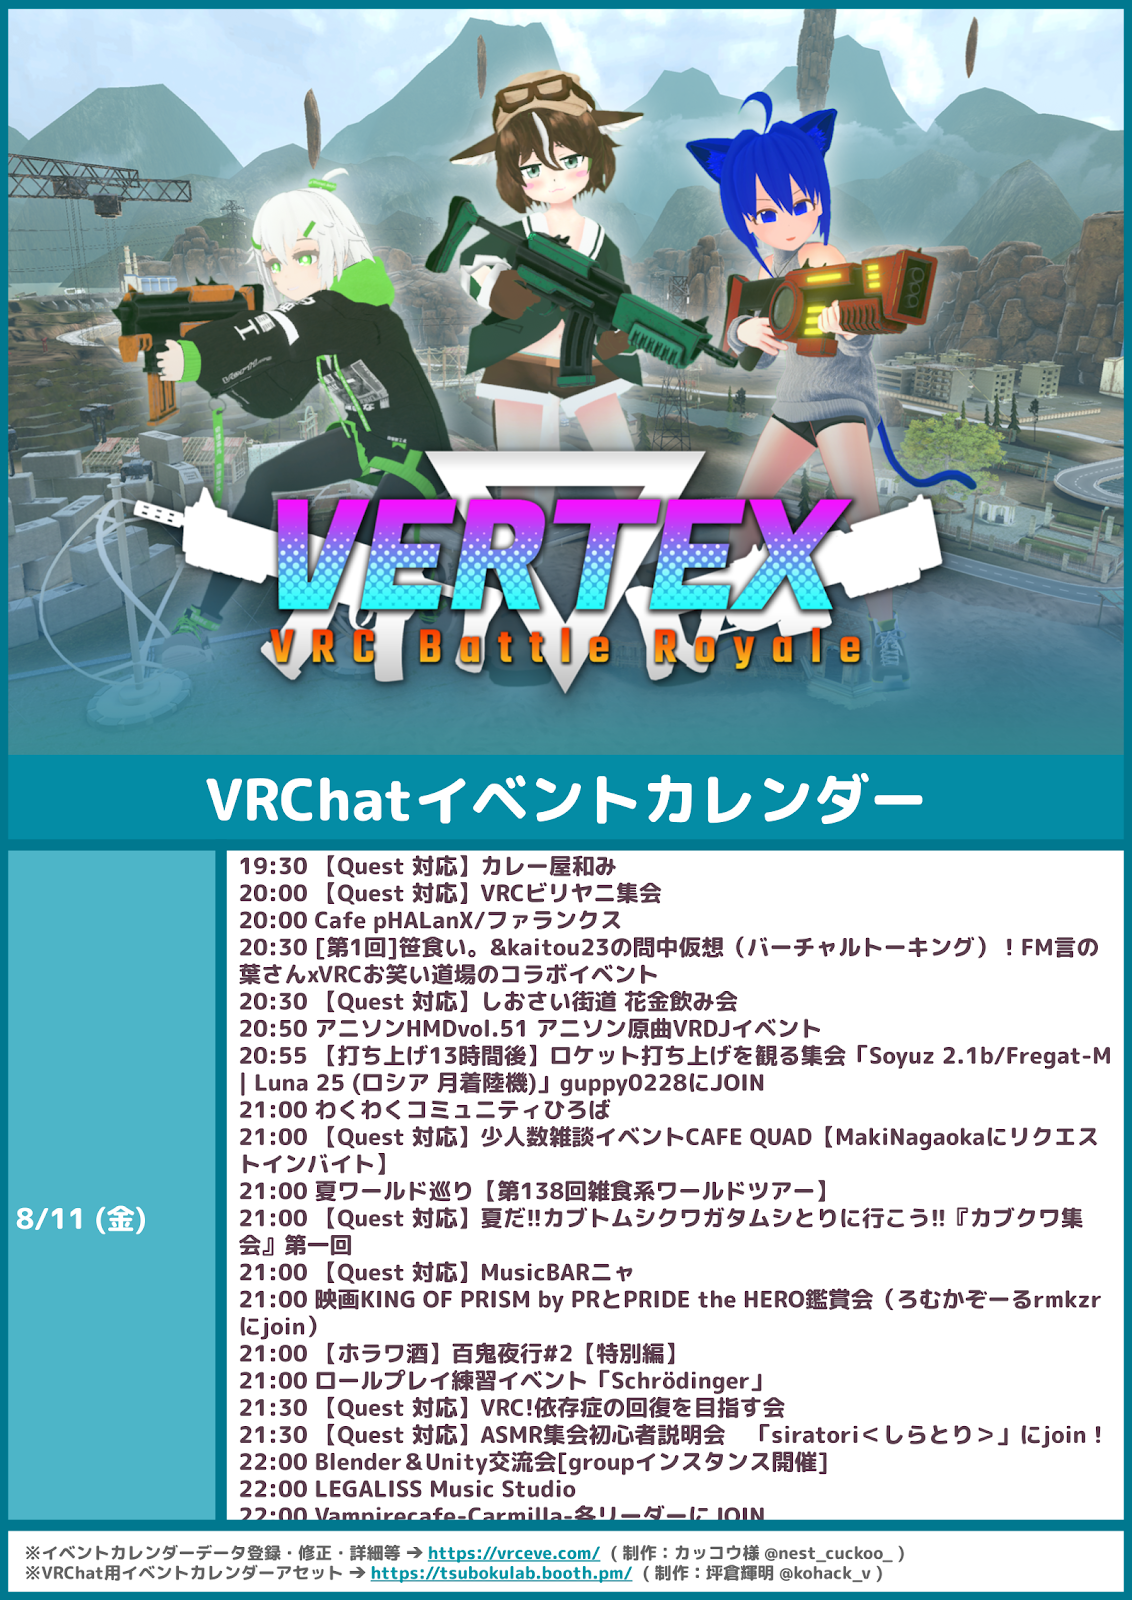 VERTEX
VRC Battle Royale
VRChatイベントカレンダー
8/11 (金)
19:30 【Quest 対応】カレー屋和み
20:00 【Quest 対応】VRCビリヤニ集会
20:00 Cafe pHALanX/ファランクス
20:30 [第1回]笹食い。&kaitou23の問中仮想（バーチャルトーキング）！FM言の
葉さんxVRCお笑い道場のコラボイベント
20:30 【Quest 対応】しおさい街道 花金飲み会
20:50 アニソンHMDvol.51 アニソン原曲VRDJイベント
20:55 【打ち上げ13時間後】ロケット打ち上げを観る集会「Soyuz 2.1b/Fregat-M
| Luna 25 (ロシア 月着陸機)」guppy0228にJOIN
21:00 わくわくコミュニティひろば
21:00 【Quest 対応】少人数雑談イベントCAFE QUAD【MakiNagaokaにリクエス
トインバイト】
21:00 夏ワールド巡り【第138回雑食系ワールドツアー】
21:00 【Quest 対応】夏だ!!カブトムシクワガタムシとりに行こう!!『カブクワ集
会』第一回
21:00 【Quest 対応】MusicBARニャ
21:00 映画KING OF PRISM by PRとPRIDE the HERO鑑賞会（ろむかぞーるrmkzr
にjoin）
21:00 【ホラワ酒】百鬼夜行#2【特別編】
21:00 ロールプレイ練習イベント「Schrödinger」
21:30 【Quest 対応】VRC!依存症の回復を目指す会
21:30 【Quest 対応】ASMR集会初心者説明会　「siratori＜しらとり＞」にjoin！
22:00 Blender＆Unity交流会[groupインスタンス開催]
22:00 LEGALISS Music Studio
22:00 Vampirecafe-Carmilla-各リーダーに JOIN
※イベントカレンダーデータ登録・修正・詳細等 ➔ https://vrceve.com/ ( 制作：カッコウ様 @nest_cuckoo_ )
※VRChat用イベントカレンダーアセット ➔ https://tsubokulab.booth.pm/ ( 制作：坪倉輝明 @kohack_v )